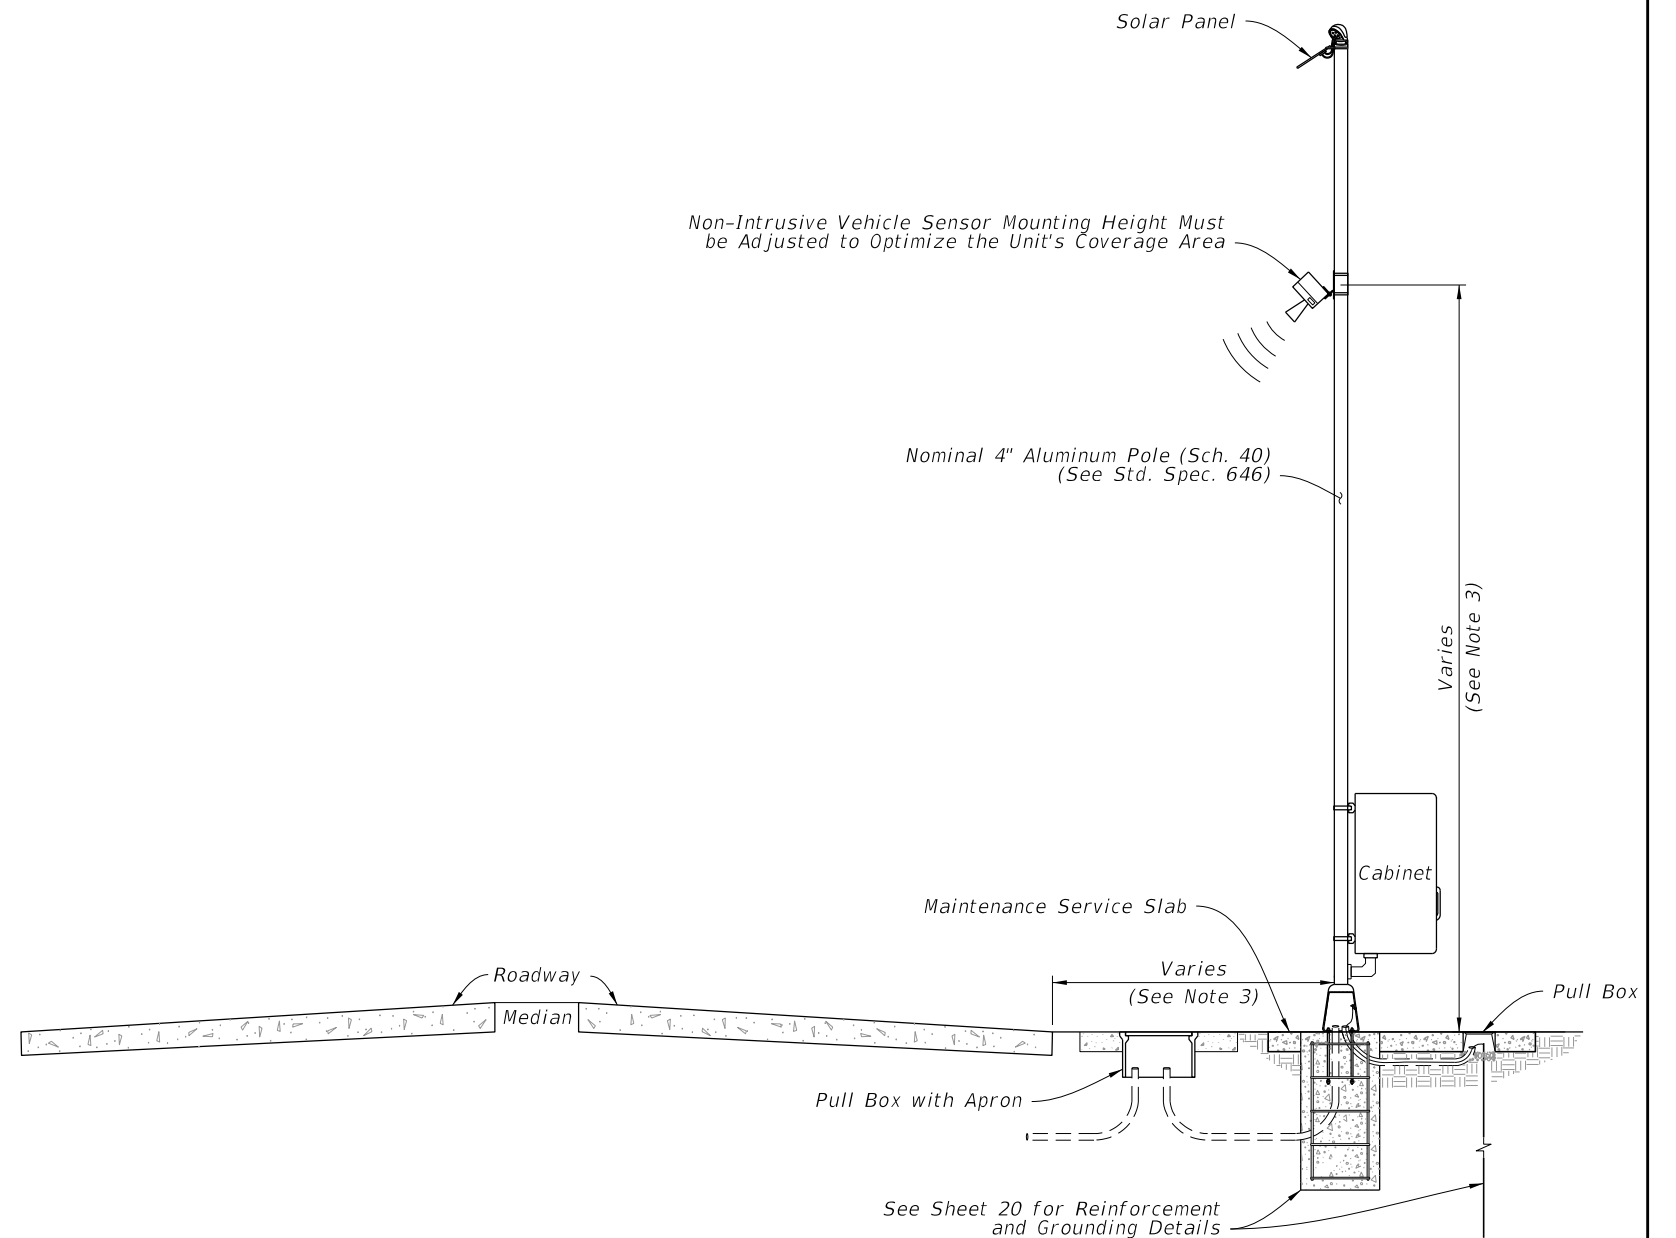 Solar Panel
Non-Intrusive Vehicle Sensor Mounting Height Must
be Adjusted to Optimize the Unit's Coverage Area
Nominal 4" Aluminum Pole (Sch. 40)
(See Std. Spec. 646)
Varies
(See Note 3)
Cabinet
Maintenance Service Slab
Varies
(See Note 3)
Roadway
Median
Pull Box
Pull Box with Apron
See Sheet 20 for Reinforcement
and Grounding Details